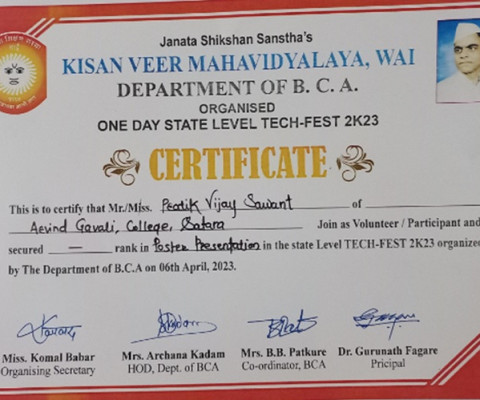 Janata Shikshan Sanstha's
KISAN VEER MAHAVIDYALAYA, WAI
DEPARTMENT OF B. C. A.
ORGANISED
ONE DAY STATE LEVEL TECH-FEST 2K23
CERTIFICATE
This is to certify that Mr./Miss. Pratik Vijay Sawant of
Arvind Gavali, College, Satara Join as Volunteer / Participant and
secured — rank in Poster Presentation in the state Level TECH-FEST 2K23 organized
by The Department of B.C.A on 06th April, 2023.
Miss. Komal Babar Mrs. Archana Kadam Mrs. B.B. Patkure Dr. Gurunath Fagare
Organising Secretary HOD, Dept. of BCA Co-ordinator, BCA Pricipal